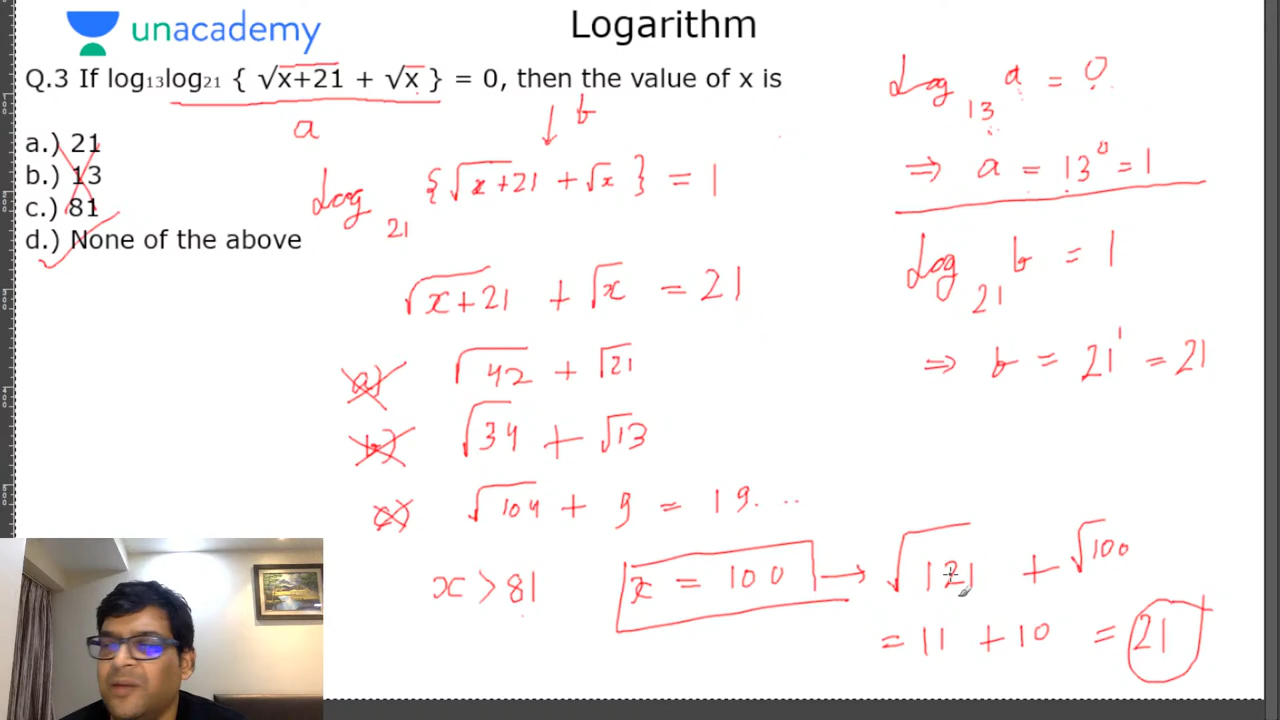 unacademy
Logarithm
Q.3 If log₁₃log₂₁ { √x+21 + √x } = 0, then the value of x is
a.) 21
b.) 13
c.) 81
d.) None of the above
a
b
Log₂₁ {√x+21 + √x } = 1
√x+21 + √x = 21
a) √42 + √21
b) √34 + √13
c) √104 + 9 = 19...
x > 81
x = 100 → √121 + √100
= 11 + 10 = 21
Log₁₃ a = 0
⇒ a = 13⁰ = 1
Log₂₁ b = 1
⇒ b = 21¹ = 21